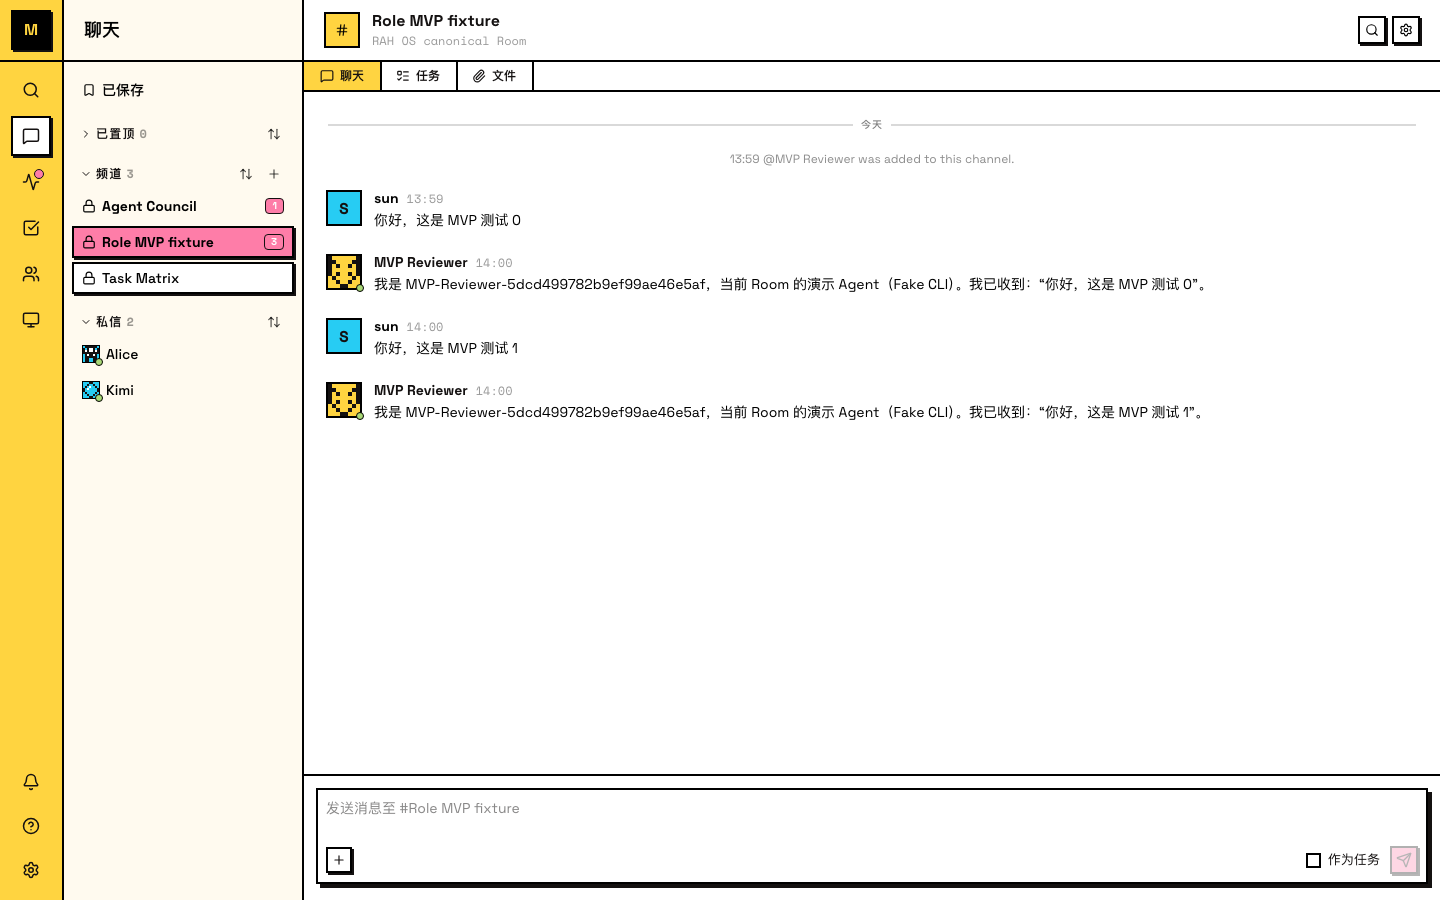 M
聊天
已保存
已置顶 0
频道 3
Agent Council 1
Role MVP fixture 3
Task Matrix
私信 2
Alice
Kimi
# Role MVP fixture
RAH OS canonical Room
聊天 任务 文件
今天
13:59 @MVP Reviewer was added to this channel.
S
sun 13:59
你好，这是 MVP 测试 0
MVP Reviewer 14:00
我是 MVP-Reviewer-5dcd499782b9ef99ae46e5af，当前 Room 的演示 Agent（Fake CLI）。我已收到：“你好，这是 MVP 测试 0”。
S
sun 14:00
你好，这是 MVP 测试 1
MVP Reviewer 14:00
我是 MVP-Reviewer-5dcd499782b9ef99ae46e5af，当前 Room 的演示 Agent（Fake CLI）。我已收到：“你好，这是 MVP 测试 1”。
发送消息至 #Role MVP fixture
作为任务